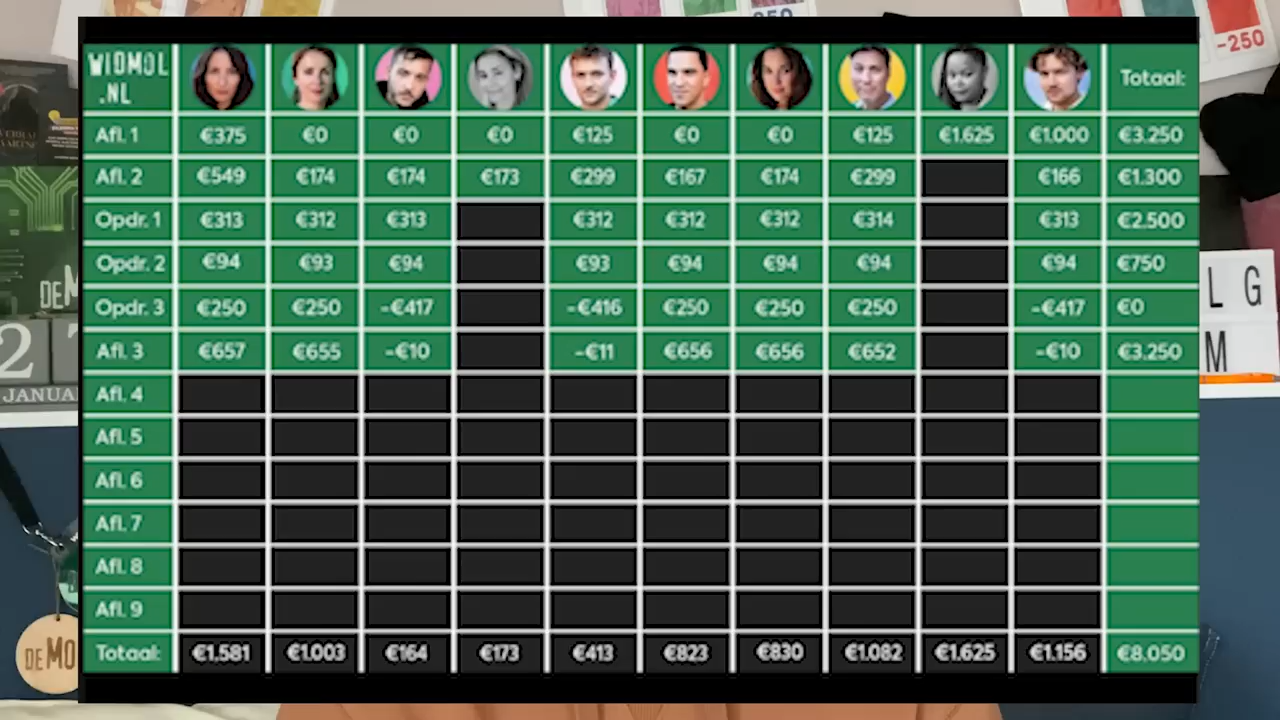 250
-250
WIDMOL
.NL
Totaal:
Afl. 1 €375 €0 €0 €0 €125 €0 €0 €125 €1.625 €1.000 €3.250
Afl. 2 €549 €174 €174 €173 €299 €167 €174 €299 €166 €1.300
Opdr. 1 €313 €312 €313 €312 €312 €312 €314 €313 €2.500
Opdr. 2 €94 €93 €94 €93 €94 €94 €94 €94 €750
Opdr. 3 €250 €250 -€417 -€416 €250 €250 €250 -€417 €0
Afl. 3 €657 €655 -€10 -€11 €656 €656 €652 -€10 €3.250
Afl. 4
Afl. 5
Afl. 6
Afl. 7
Afl. 8
Afl. 9
Totaal: €1.581 €1.003 €164 €173 €413 €823 €830 €1.082 €1.625 €1.156 €8.050
L G
M
DEM
2
JANUA
DEMO